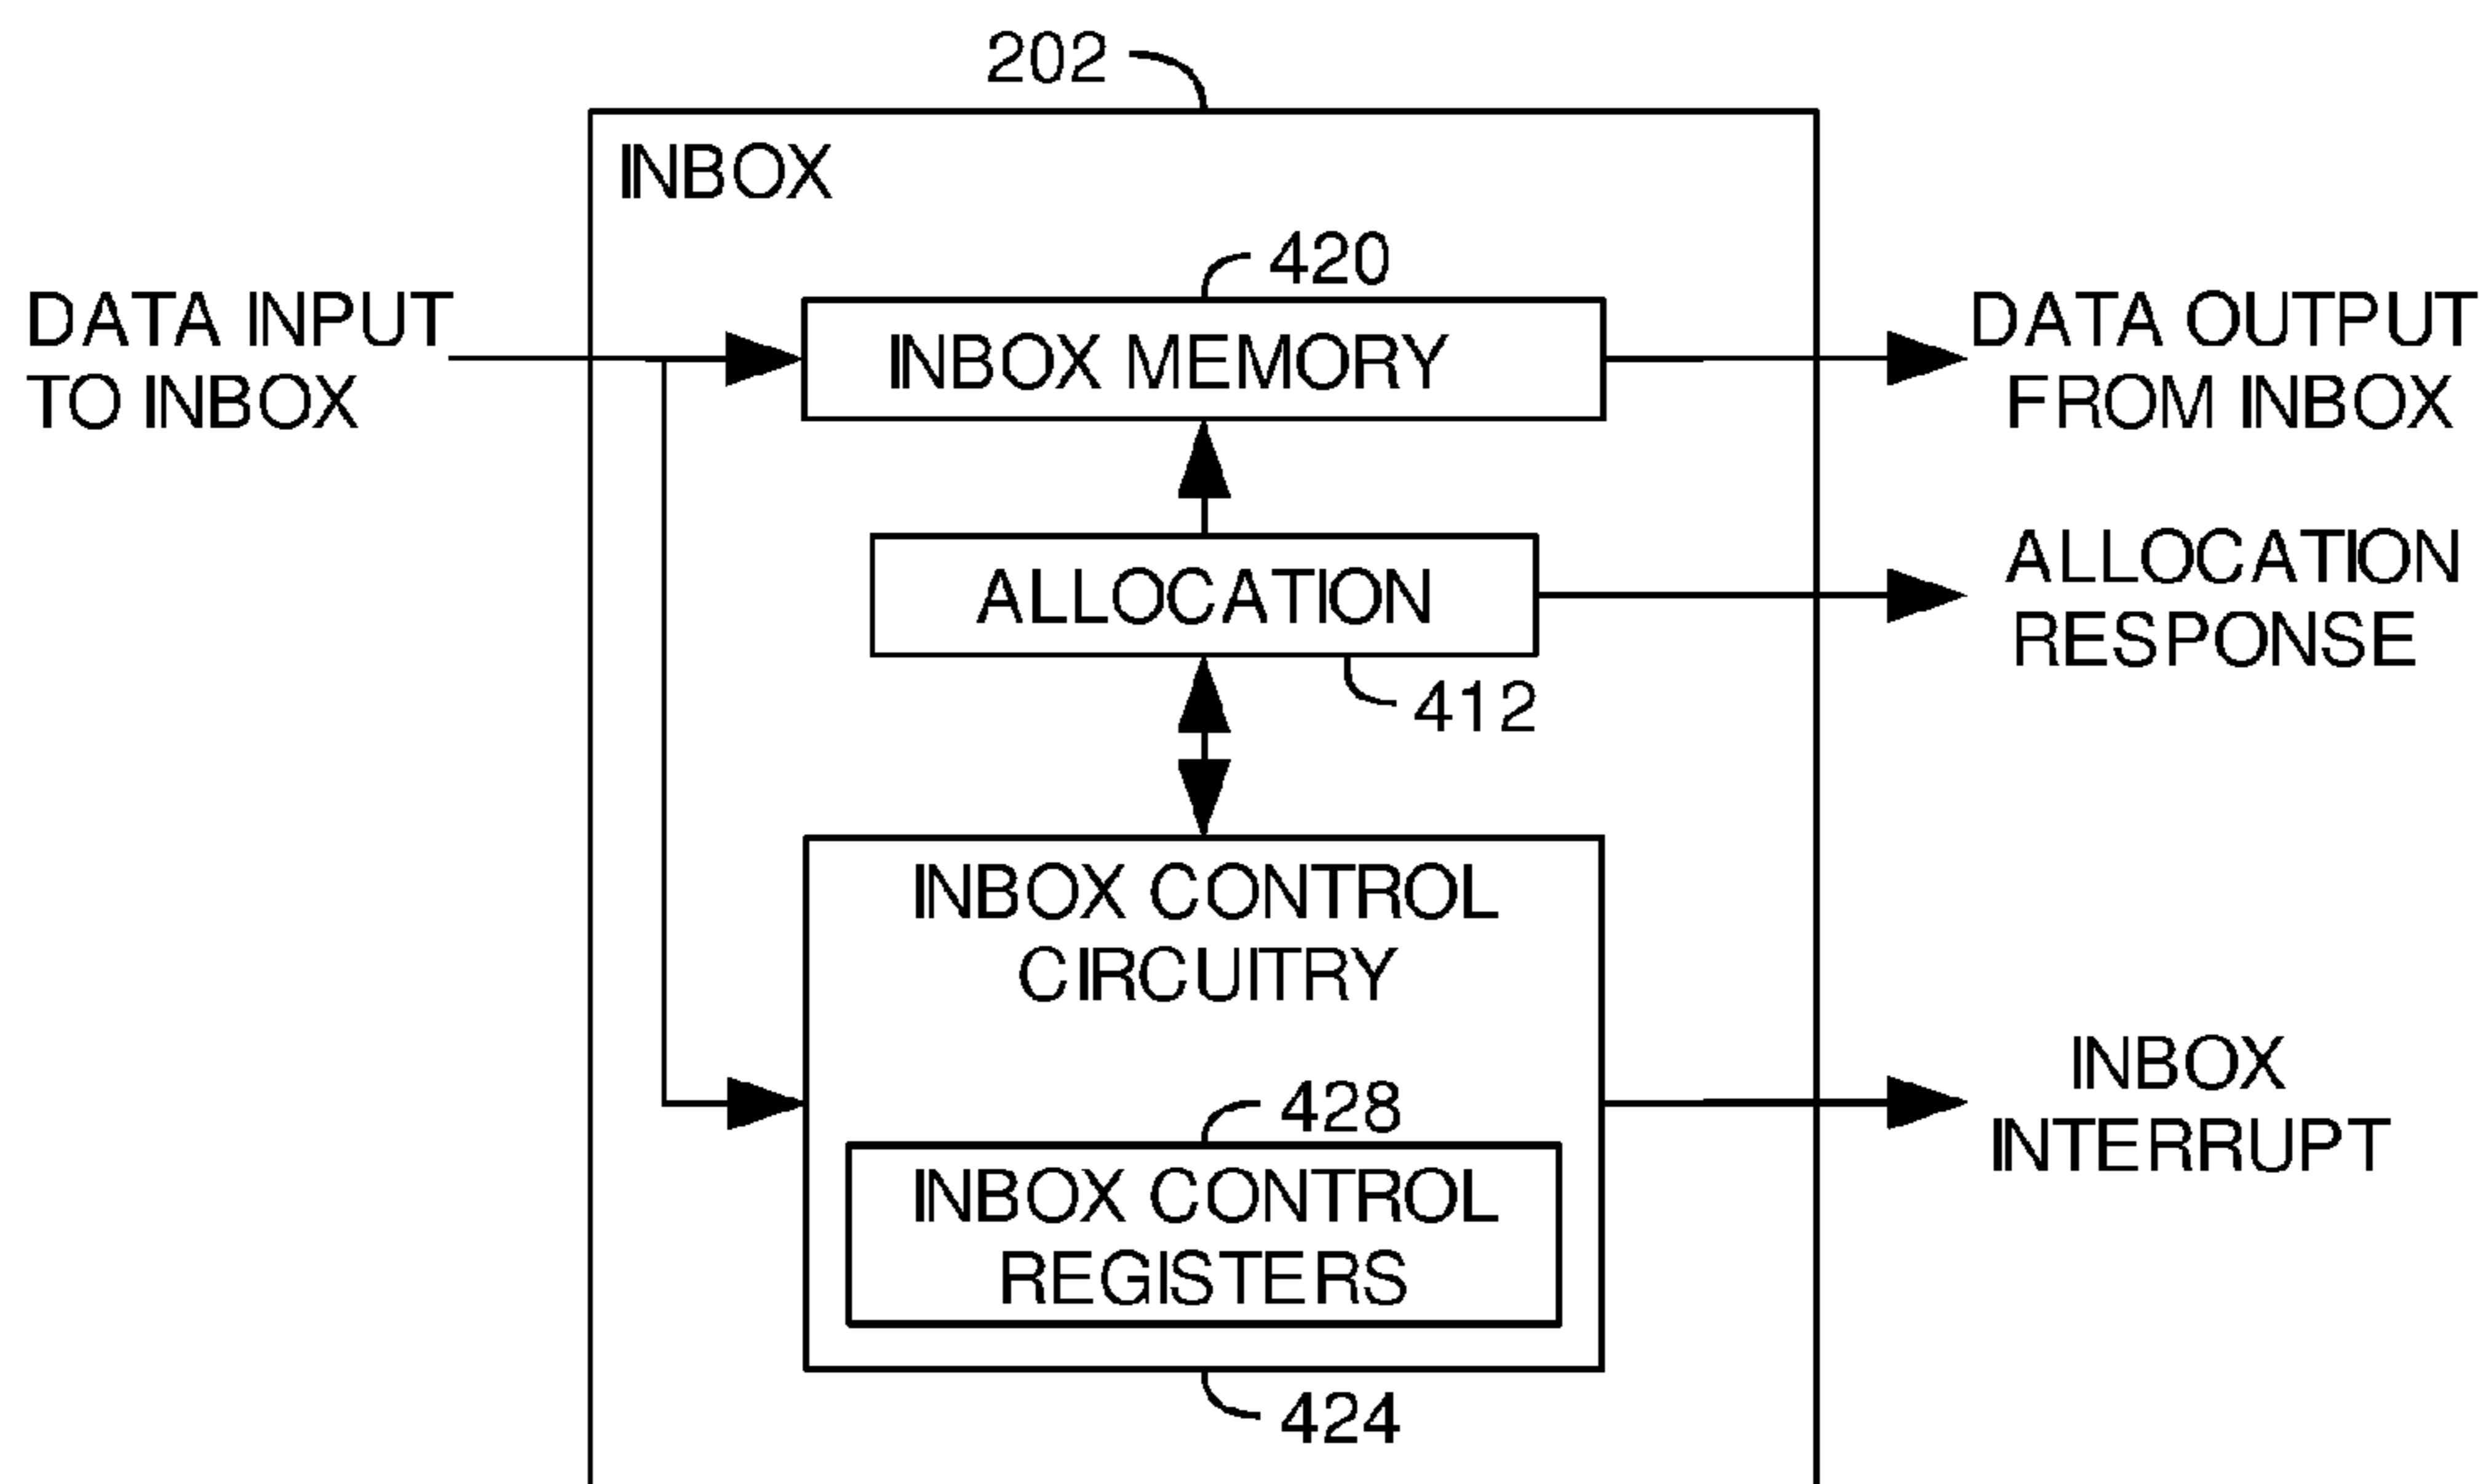 202
INBOX
420
DATA INPUT
TO INBOX
INBOX MEMORY
DATA OUTPUT
FROM INBOX
ALLOCATION
412
ALLOCATION
RESPONSE
INBOX CONTROL
CIRCUITRY
428
INBOX CONTROL
REGISTERS
424
INBOX
INTERRUPT